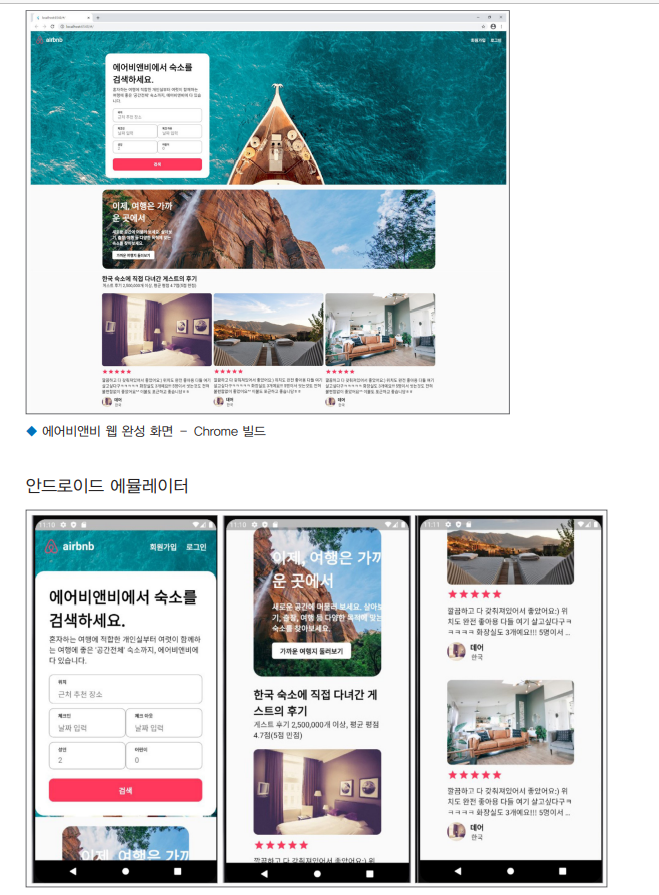 airbnb
회원가입 로그인
에어비앤비에서 숙소를
검색하세요.
혼자하는 여행에 적합한 개인실부터 여럿이 함께하는
여행에 좋은 '공간전체' 숙소까지, 에어비앤비에 다 있습
니다.
위치
근처 추천 장소
체크인 체크아웃
날짜 입력 날짜 입력
성인 어린이
2 0
검색
이제, 여행은 가까
운 곳에서
새로운 공간에 머물러 보세요. 살아보
기, 출장, 여행 등 다양한 목적에 맞는
숙소를 찾아보세요.
가까운 여행지 둘러보기
한국 숙소에 직접 다녀간 게스트의 후기
게스트 후기 2,500,000개 이상, 평균 평점 4.7점(5점 만점)
데어
한국
데어
한국
데어
한국
◆ 에어비앤비 웹 완성 화면 - Chrome 빌드
안드로이드 에뮬레이터
11:10
airbnb 회원가입 로그인
에어비앤비에서 숙소를
검색하세요.
혼자하는 여행에 적합한 개인실부터 여럿이 함께하
는 여행에 좋은 '공간전체' 숙소까지, 에어비앤비에
다 있습니다.
위치
근처 추천 장소
체크인 체크 아웃
날짜 입력 날짜 입력
성인 어린이
2 0
검색
이제, 여행은 가까
11:10
이제, 여행은 가까
운 곳에서
새로운 공간에 머물러 보세요. 살아보
기, 출장, 여행 등 다양한 목적에 맞는
숙소를 찾아보세요.
가까운 여행지 둘러보기
한국 숙소에 직접 다녀간 게
스트의 후기
게스트 후기 2,500,000개 이상, 평균 평점
4.7점(5점 만점)
깔끔하고 다 갖춰져있어서 좋았어요:) 위
11:11
깔끔하고 다 갖춰져있어서 좋았어요:) 위
치도 완전 좋아용 다들 여기 살고싶다구ㅋ
ㅋㅋㅋㅋ 화장실도 3개예요!!! 5명이서 ...
데어
한국
깔끔하고 다 갖춰져있어서 좋았어요:) 위
치도 완전 좋아용 다들 여기 살고싶다구ㅋ
ㅋㅋㅋㅋ 화장실도 3개예요!!! 5명이서 ...
데어
한국